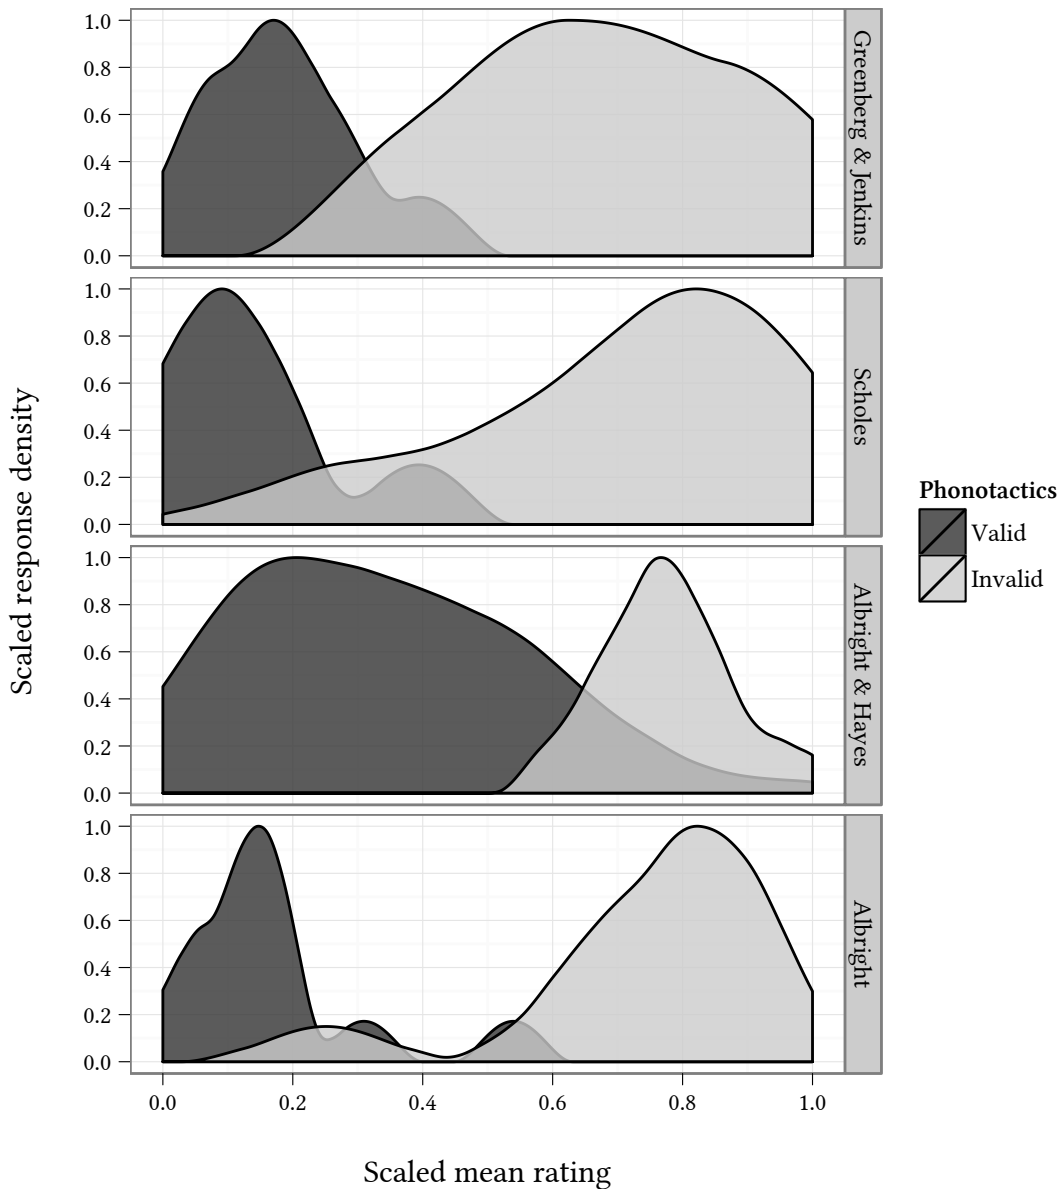 1.0
0.8
0.6
0.4
0.2
0.0
Greenberg & Jenkins
1.0
0.8
0.6
0.4
0.2
0.0
Scholes
1.0
0.8
0.6
0.4
0.2
0.0
Albright & Hayes
1.0
0.8
0.6
0.4
0.2
0.0
Albright
0.0 0.2 0.4 0.6 0.8 1.0
Scaled mean rating
Scaled response density
Phonotactics
Valid
Invalid